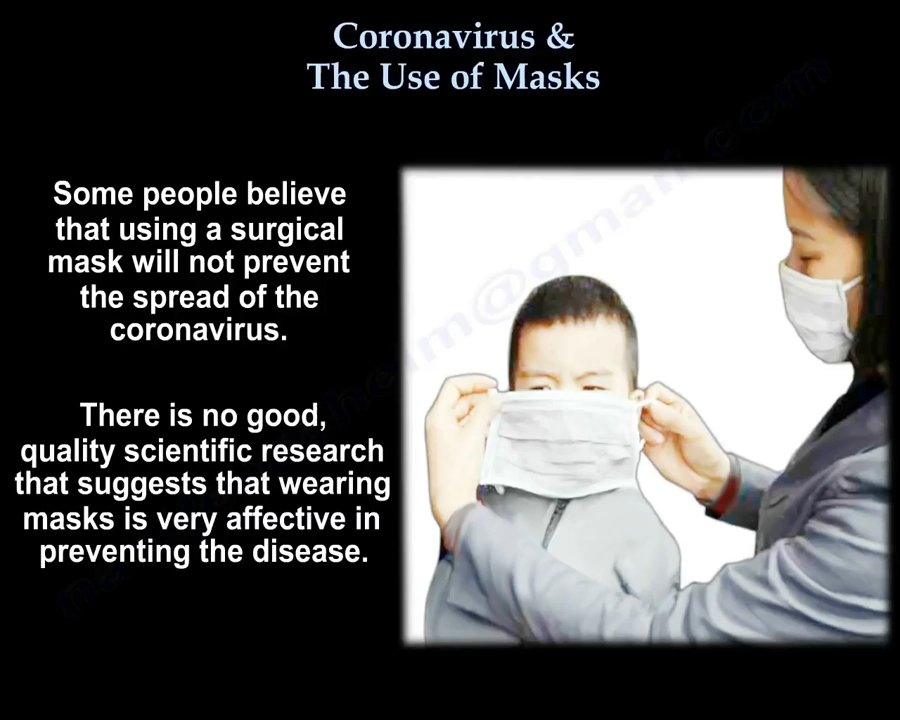 Coronavirus &
The Use of Masks
Some people believe
that using a surgical
mask will not prevent
the spread of the
coronavirus.
There is no good,
quality scientific research
that suggests that wearing
masks is very affective in
preventing the disease.